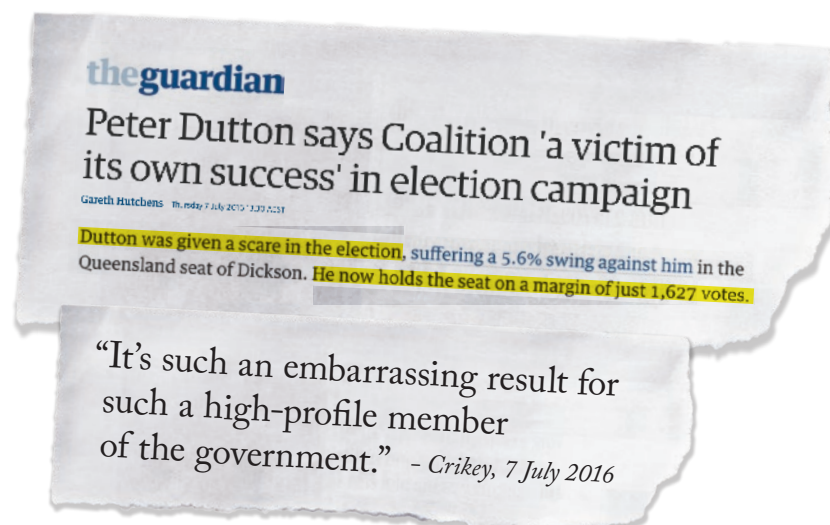 theguardian
Peter Dutton says Coalition 'a victim of
its own success' in election campaign
Gareth Hutchens
Dutton was given a scare in the election, suffering a 5.6% swing against him in the
Queensland seat of Dickson. He now holds the seat on a margin of just 1,627 votes.
“It’s such an embarrassing result for
such a high-profile member
of the government.” – Crikey, 7 July 2016